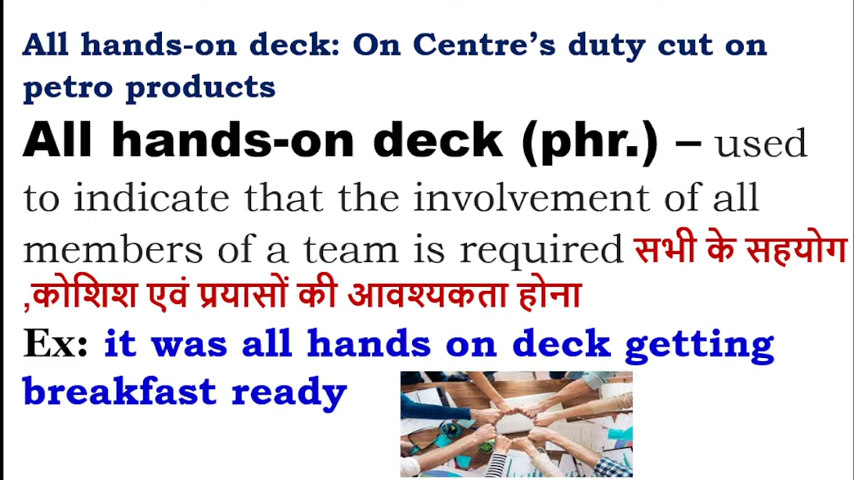 All hands-on deck: On Centre's duty cut on
petro products
All hands-on deck (phr.) – used
to indicate that the involvement of all
members of a team is required सभी के सहयोग
,कोशिश एवं प्रयासों की आवश्यकता होना
Ex: it was all hands on deck getting
breakfast ready